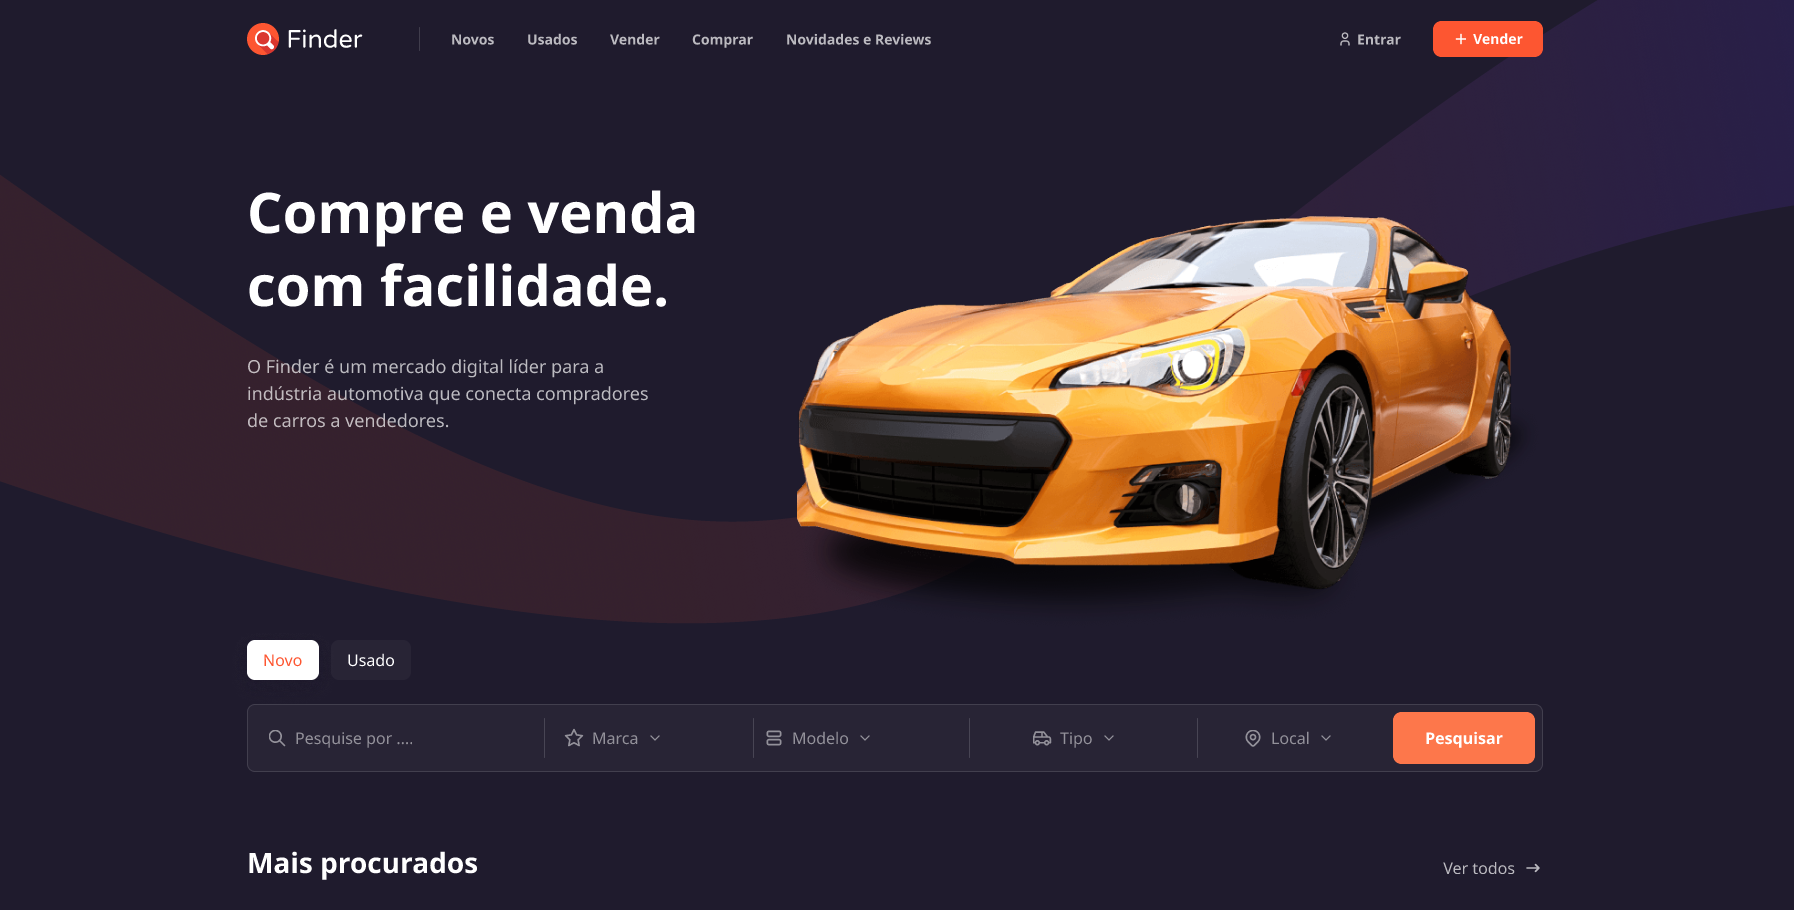 Finder
Novos
Usados
Vender
Comprar
Novidades e Reviews
Entrar
Vender
Compre e venda
com facilidade.
O Finder é um mercado digital líder para a
indústria automotiva que conecta compradores
de carros a vendedores.
Novo
Usado
Pesquise por ....
Marca
Modelo
Tipo
Local
Pesquisar
Mais procurados
Ver todos